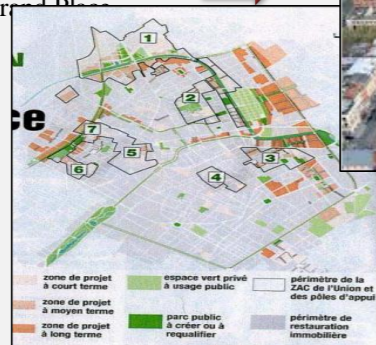 Grand Place
N
ce
1
2
7
5
3
6
4
zone de projet
à court terme
zone de projet
à moyen terme
zone de projet
à long terme
espace vert privé
à usage public
parc public
à créer ou à
requalifier
périmètre de la
ZAC de l'Union et
des pôles d'appui
périmètre de
restauration
immobilière